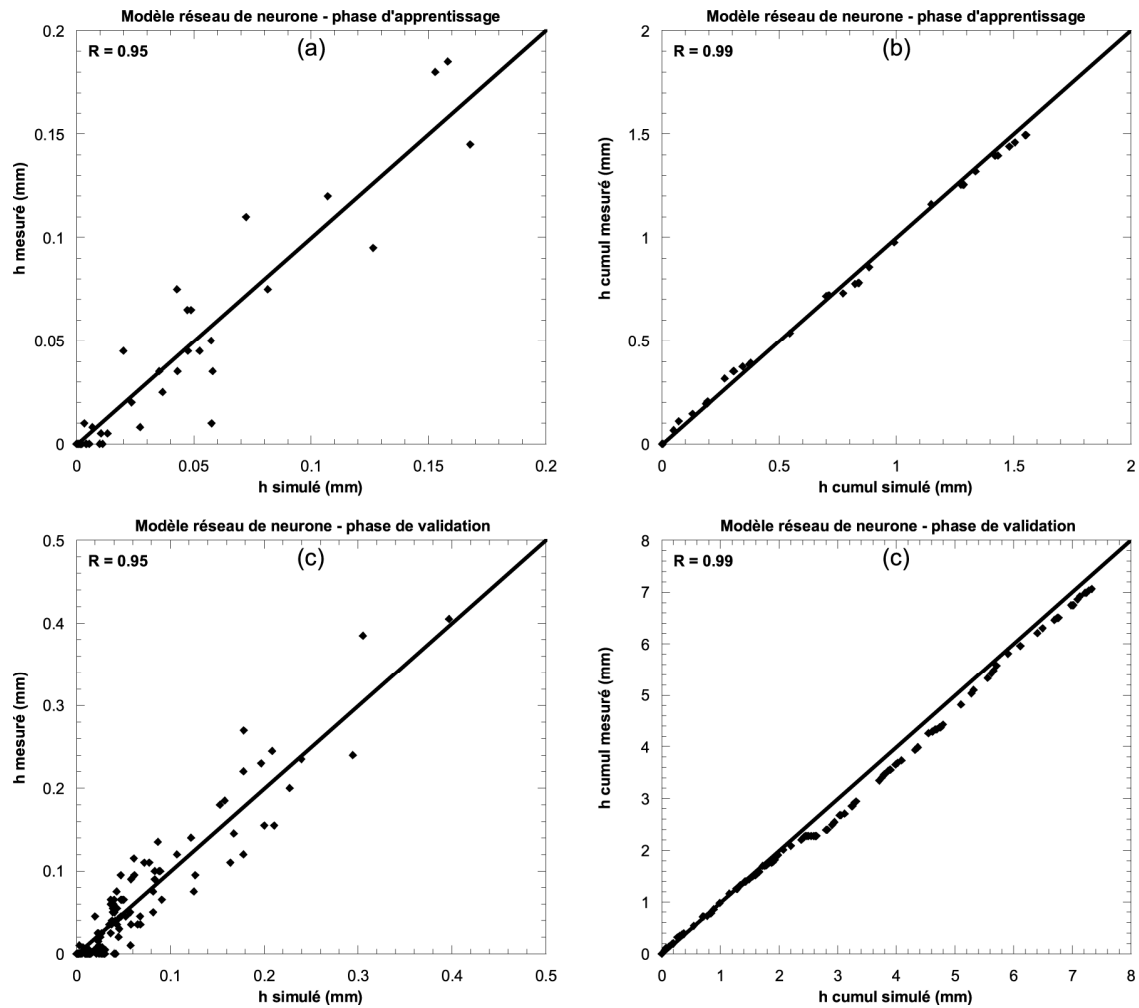 Modèle réseau de neurone - phase d'apprentissage
R = 0.95
(a)
0.2
0.15
0.1
0.05
0
h mesuré (mm)
0
0.05
0.1
0.15
0.2
h simulé (mm)
Modèle réseau de neurone - phase d'apprentissage
R = 0.99
(b)
2
1.5
1
0.5
0
h cumul mesuré (mm)
0
0.5
1
1.5
2
h cumul simulé (mm)
Modèle réseau de neurone - phase de validation
R = 0.95
(c)
0.5
0.4
0.3
0.2
0.1
0
h mesuré (mm)
0
0.1
0.2
0.3
0.4
0.5
h simulé (mm)
Modèle réseau de neurone - phase de validation
R = 0.99
(c)
8
7
6
5
4
3
2
1
0
h cumul mesuré (mm)
0
1
2
3
4
5
6
7
8
h cumul simulé (mm)